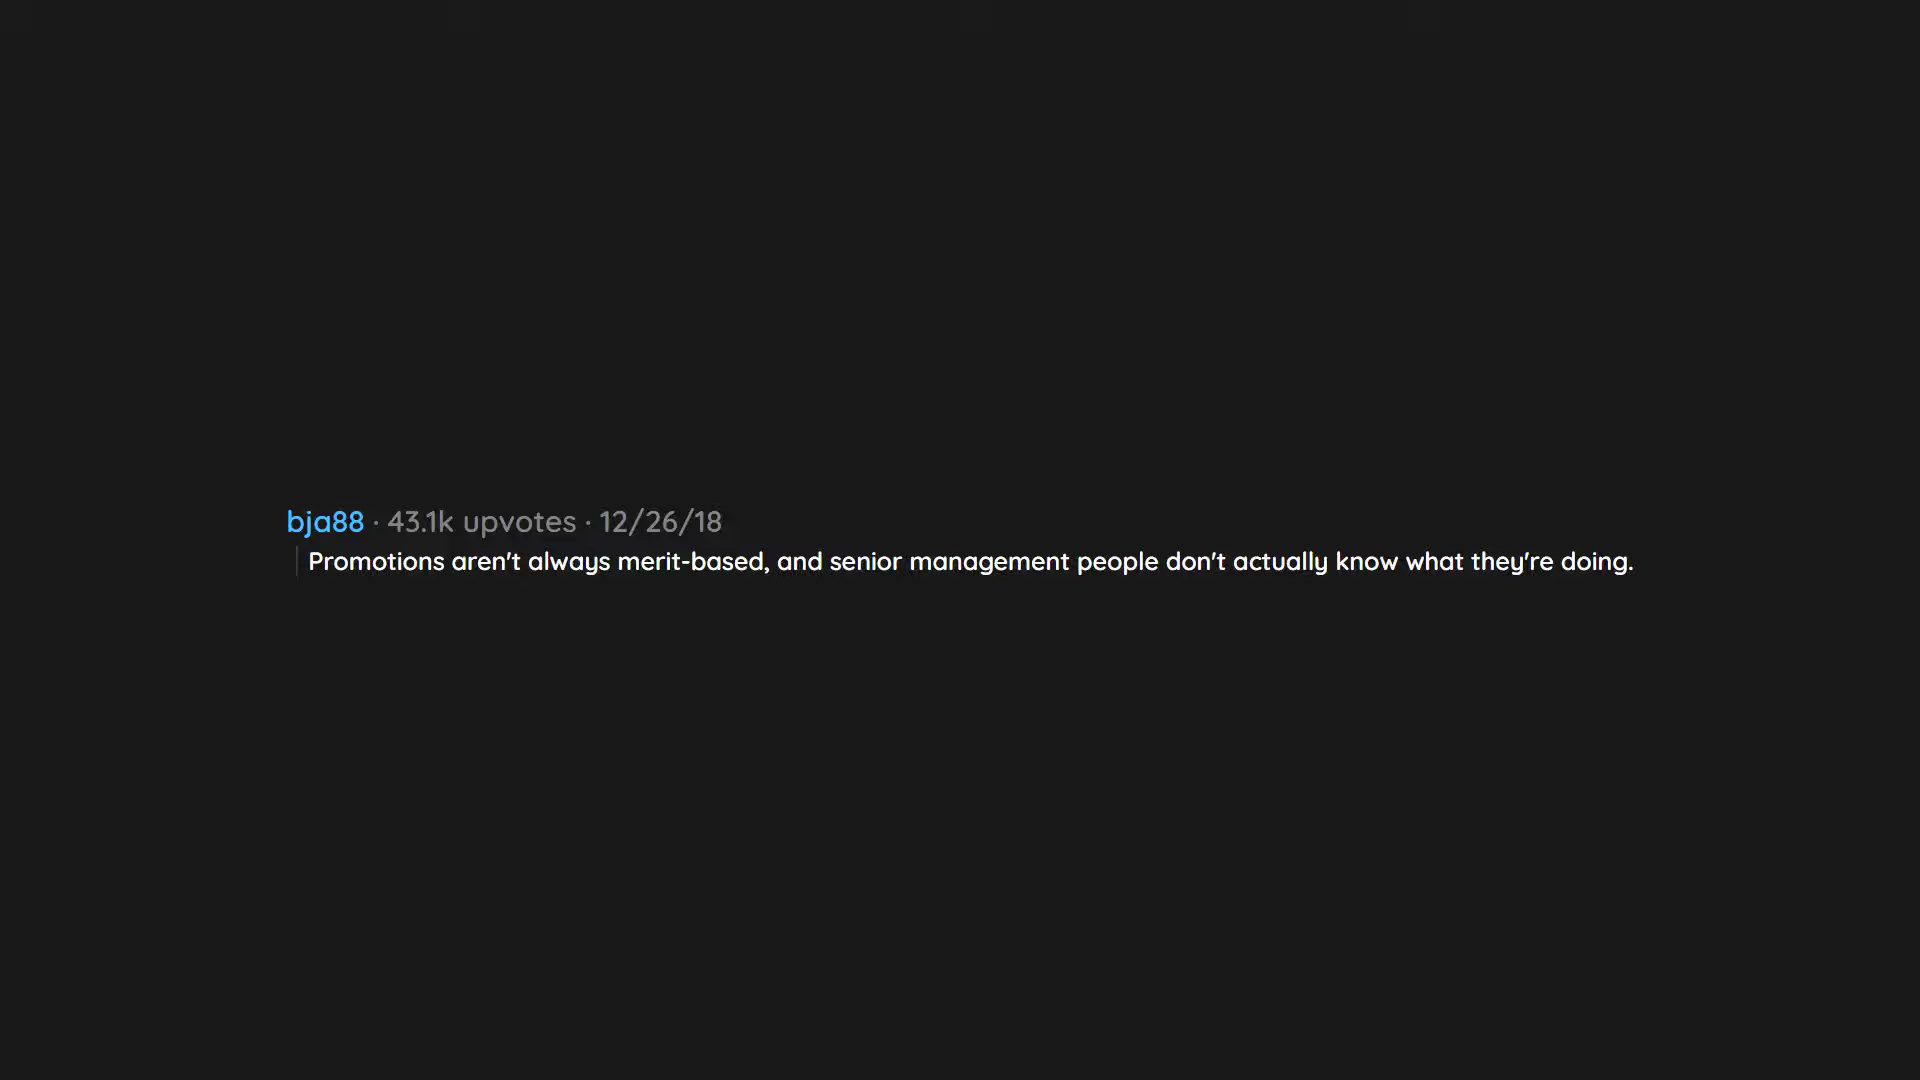 bja88 · 43.1k upvotes · 12/26/18
Promotions aren't always merit-based, and senior management people don't actually know what they're doing.